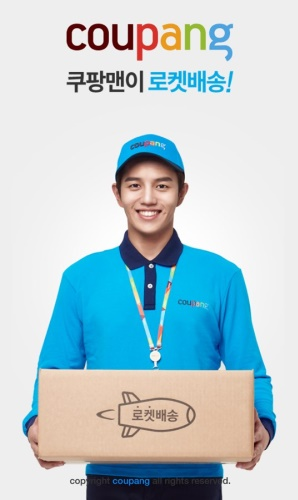 coupang
쿠팡맨이 로켓배송!
coupang
coupang
로켓배송
copyright coupang all rights reserved.